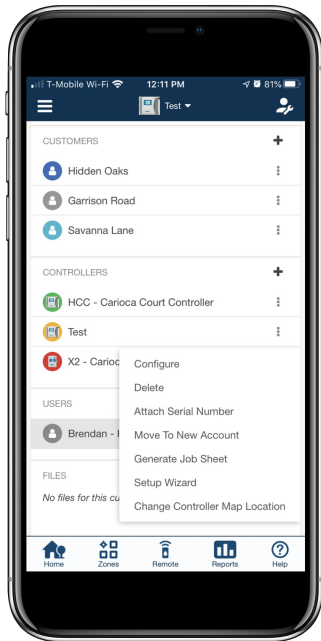 T-Mobile Wi-Fi 12:11 PM 81%
Test
CUSTOMERS
Hidden Oaks
Garrison Road
Savanna Lane
CONTROLLERS
HCC - Carioca Court Controller
Test
X2 - Carioc
Configure
Delete
Attach Serial Number
Move To New Account
Generate Job Sheet
Setup Wizard
Change Controller Map Location
USERS
Brendan -
FILES
No files for this cu
Home Zones Remote Reports Help